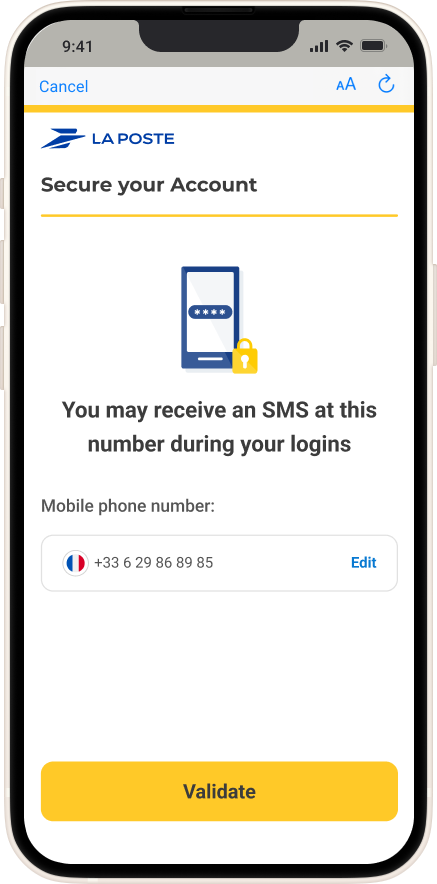 9:41
Cancel
AA
LA POSTE
Secure your Account
****
You may receive an SMS at this
number during your logins
Mobile phone number:
+33 6 29 86 89 85
Edit
Validate